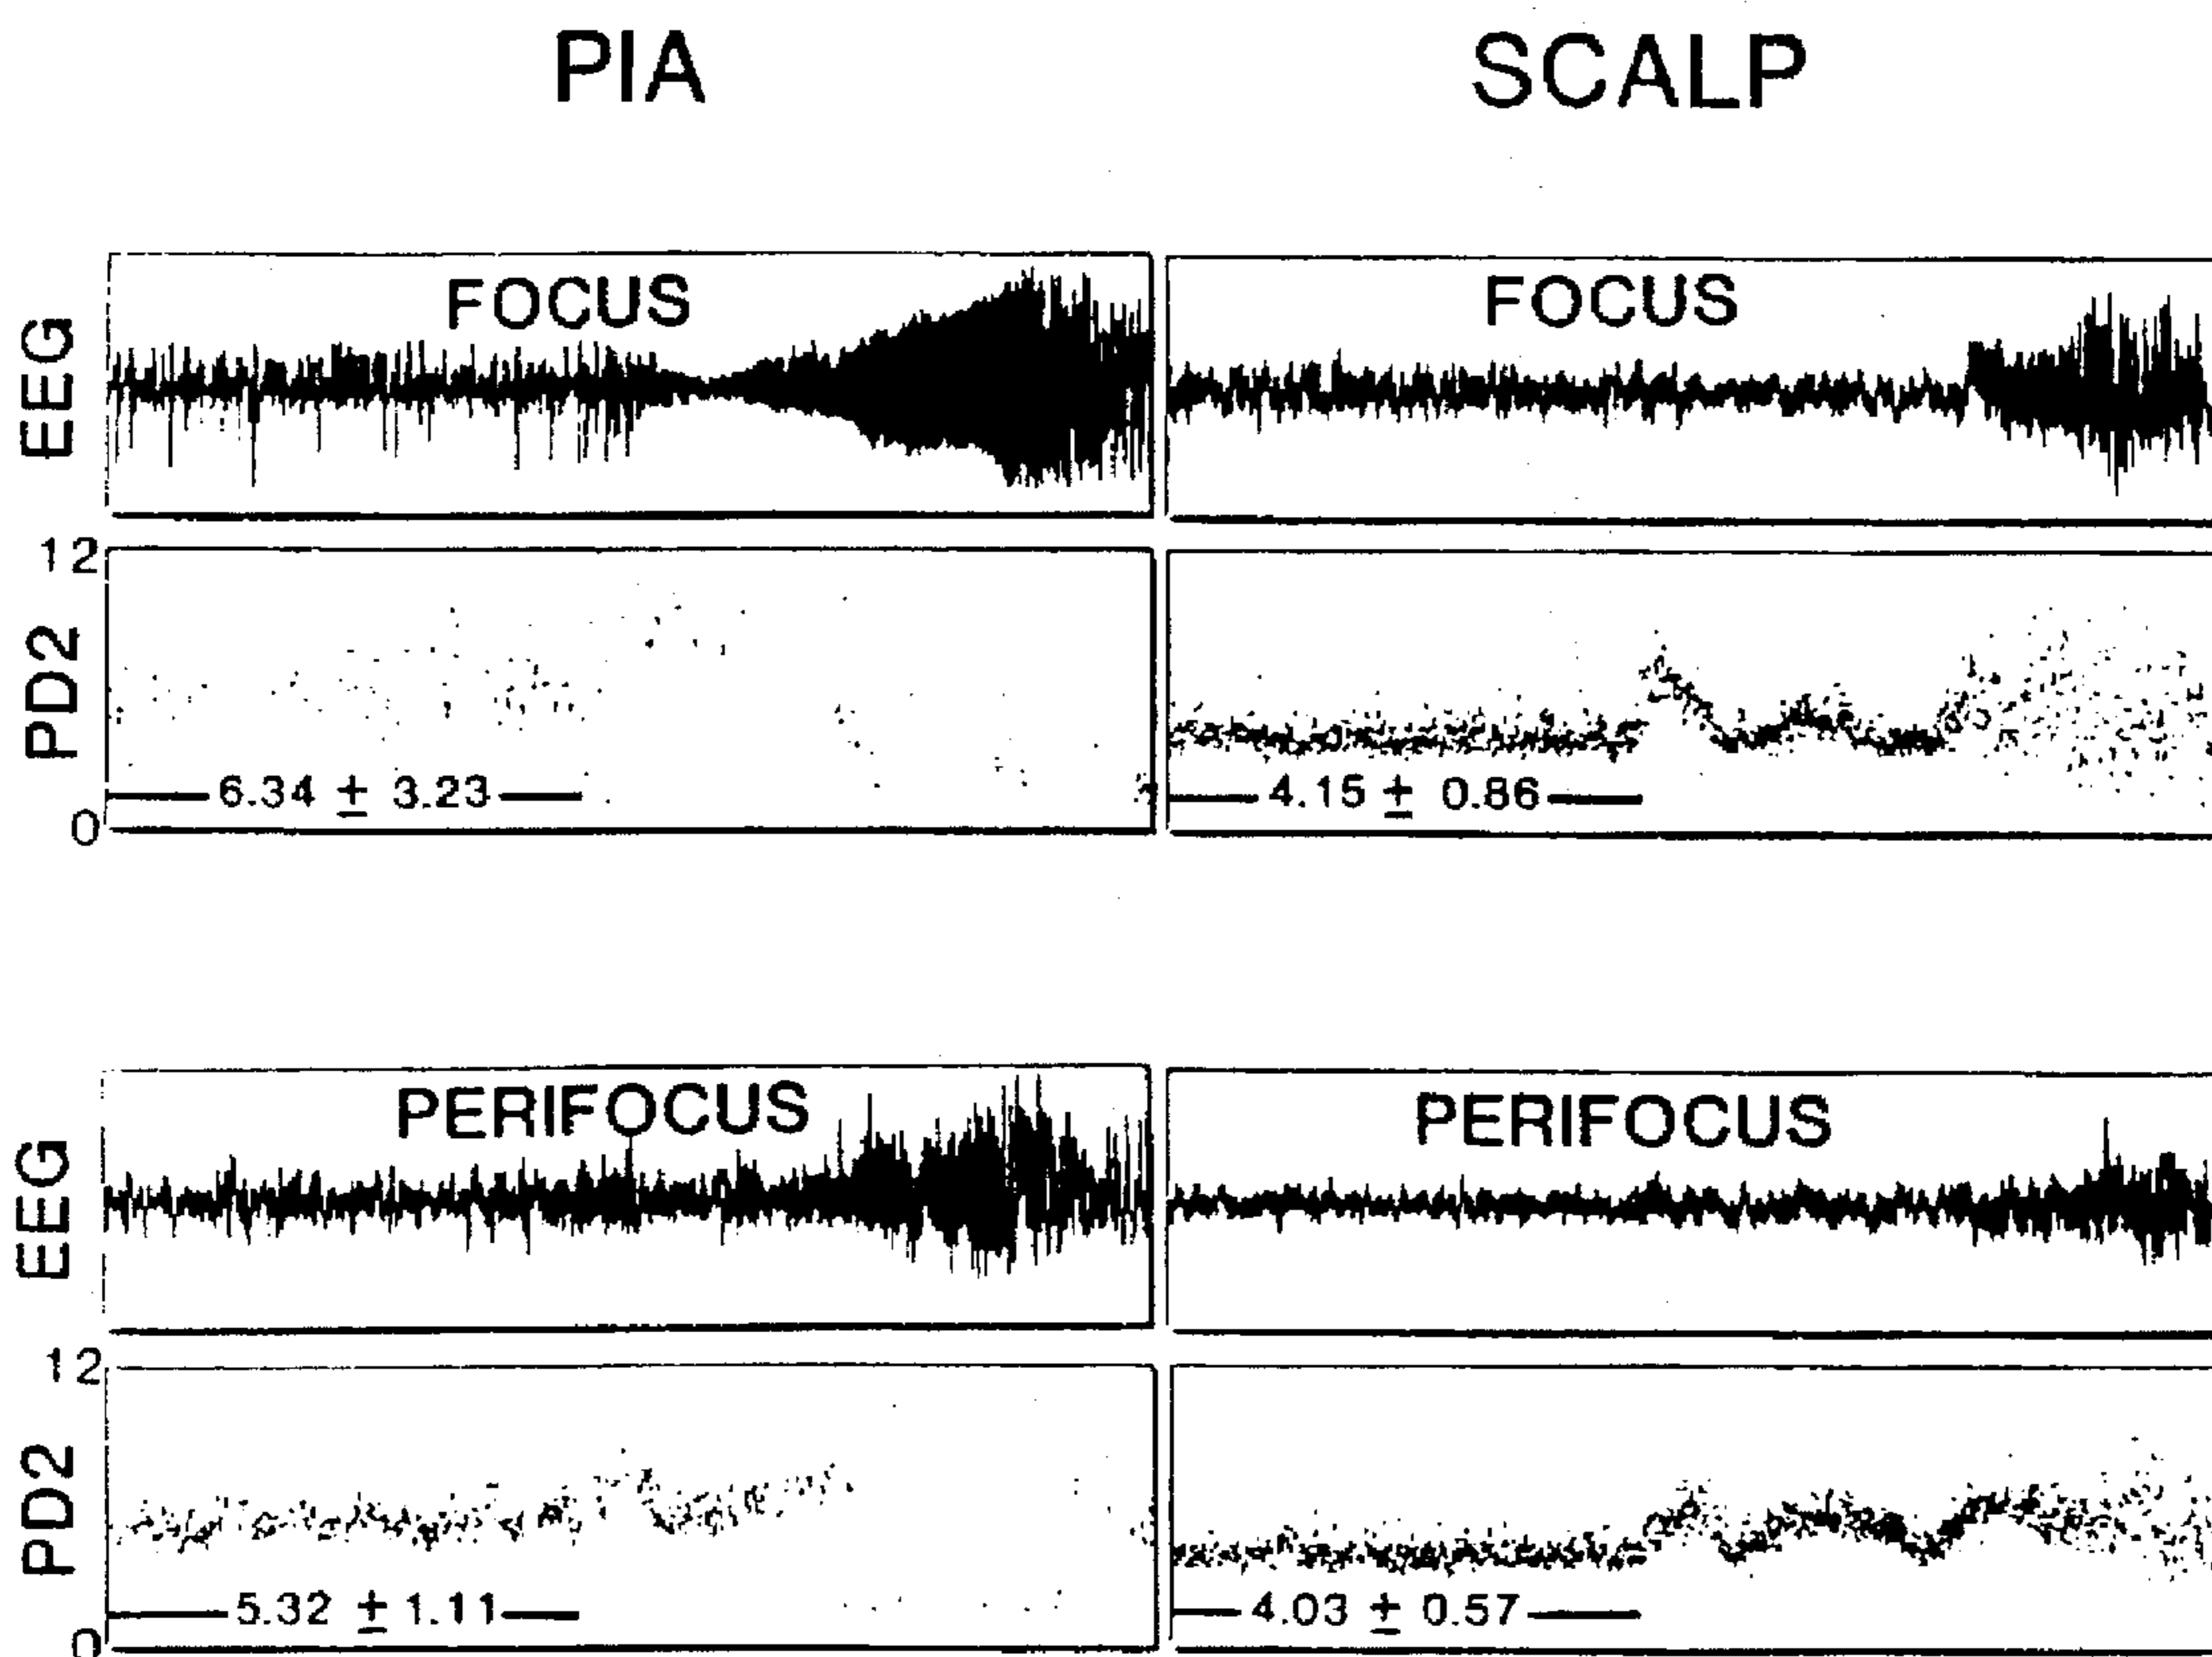 PIA SCALP
EEG FOCUS FOCUS
12
PD2
6.34 ± 3.23 4.15 ± 0.86
0
EEG PERIFOCUS PERIFOCUS
12
PD2
5.32 ± 1.11 4.03 ± 0.57
0